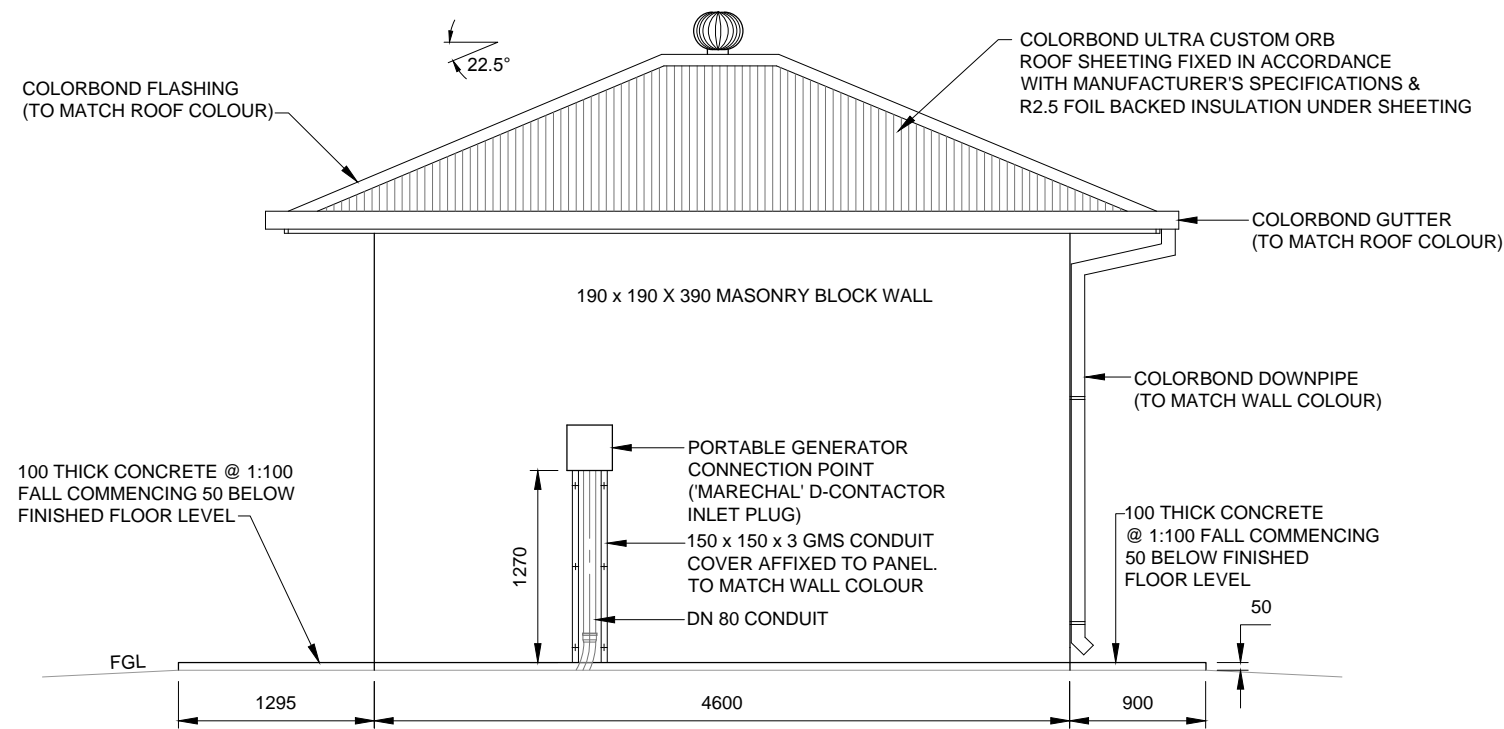 22.5°
COLORBOND FLASHING
(TO MATCH ROOF COLOUR)
COLORBOND ULTRA CUSTOM ORB
ROOF SHEETING FIXED IN ACCORDANCE
WITH MANUFACTURER'S SPECIFICATIONS &
R2.5 FOIL BACKED INSULATION UNDER SHEETING
COLORBOND GUTTER
(TO MATCH ROOF COLOUR)
190 x 190 X 390 MASONRY BLOCK WALL
COLORBOND DOWNPIPE
(TO MATCH WALL COLOUR)
100 THICK CONCRETE @ 1:100
FALL COMMENCING 50 BELOW
FINISHED FLOOR LEVEL
1270
PORTABLE GENERATOR
CONNECTION POINT
('MARECHAL' D-CONTACTOR
INLET PLUG)
150 x 150 x 3 GMS CONDUIT
COVER AFFIXED TO PANEL.
TO MATCH WALL COLOUR
DN 80 CONDUIT
100 THICK CONCRETE
@ 1:100 FALL COMMENCING
50 BELOW FINISHED
FLOOR LEVEL
50
FGL
1295
4600
900